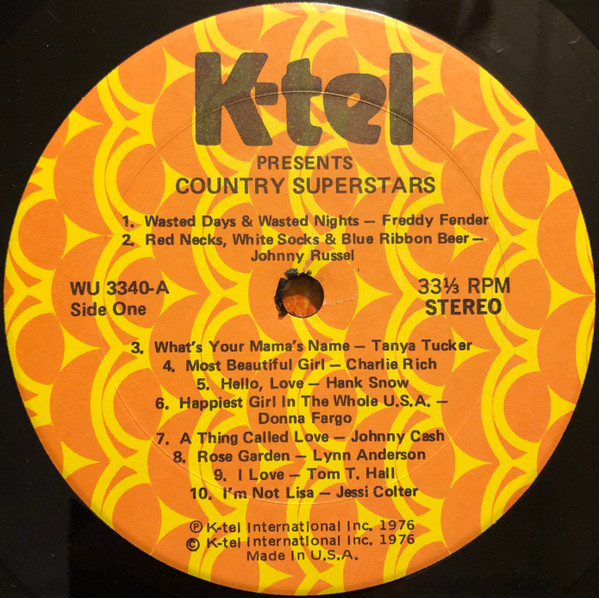 K-tel
PRESENTS
COUNTRY SUPERSTARS
1. Wasted Days & Wasted Nights — Freddy Fender
2. Red Necks, White Socks & Blue Ribbon Beer —
Johnny Russel
WU 3340-A
Side One
33⅓ RPM
STEREO
3. What's Your Mama's Name — Tanya Tucker
4. Most Beautiful Girl — Charlie Rich
5. Hello, Love — Hank Snow
6. Happiest Girl In The Whole U.S.A. —
Donna Fargo
7. A Thing Called Love — Johnny Cash
8. Rose Garden — Lynn Anderson
9. I Love — Tom T. Hall
10. I'm Not Lisa — Jessi Colter
℗ K-tel International Inc. 1976
© K-tel International Inc. 1976
Made In U.S.A.